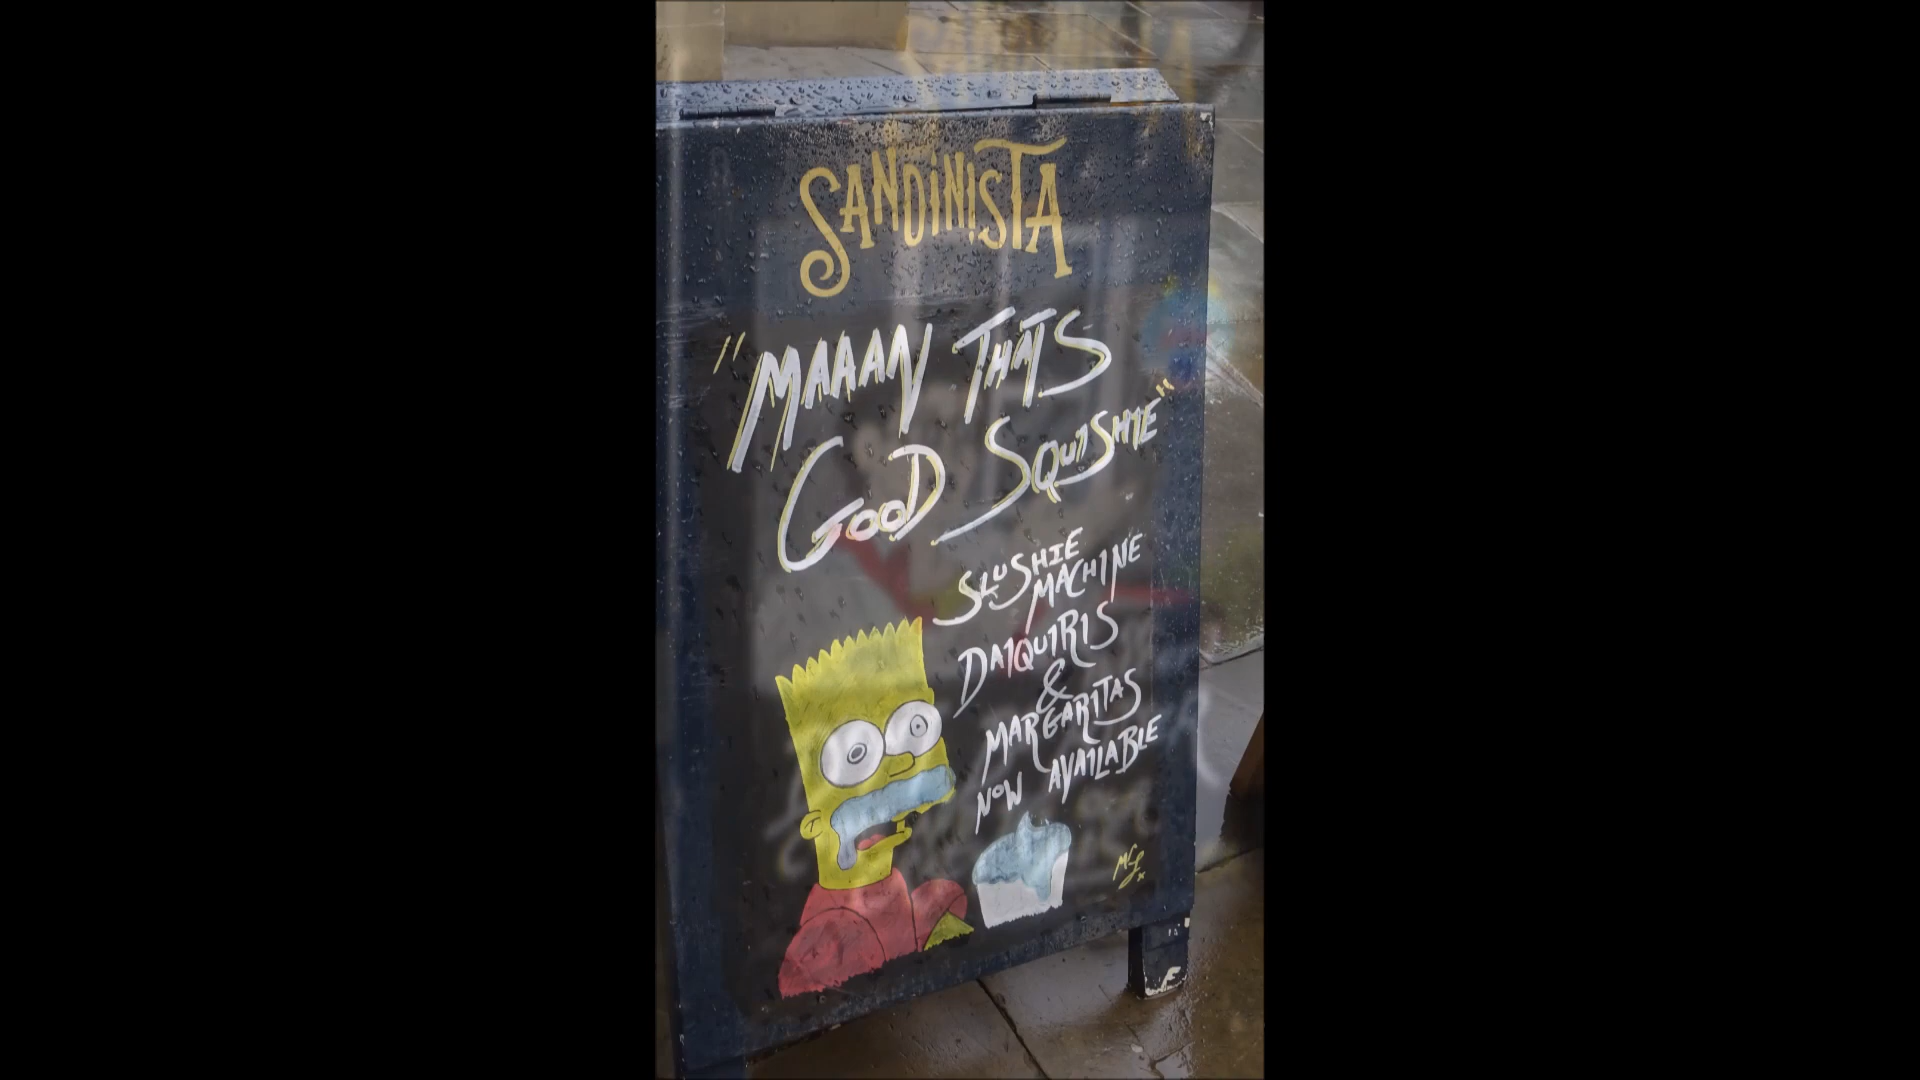 SANDINISTA
"MAAAN THATS
GOOD SQUISHIE"
SLUSHIE
MACHINE
DAIQUIRIS
&
MARGARITAS
NOW AVAILABLE